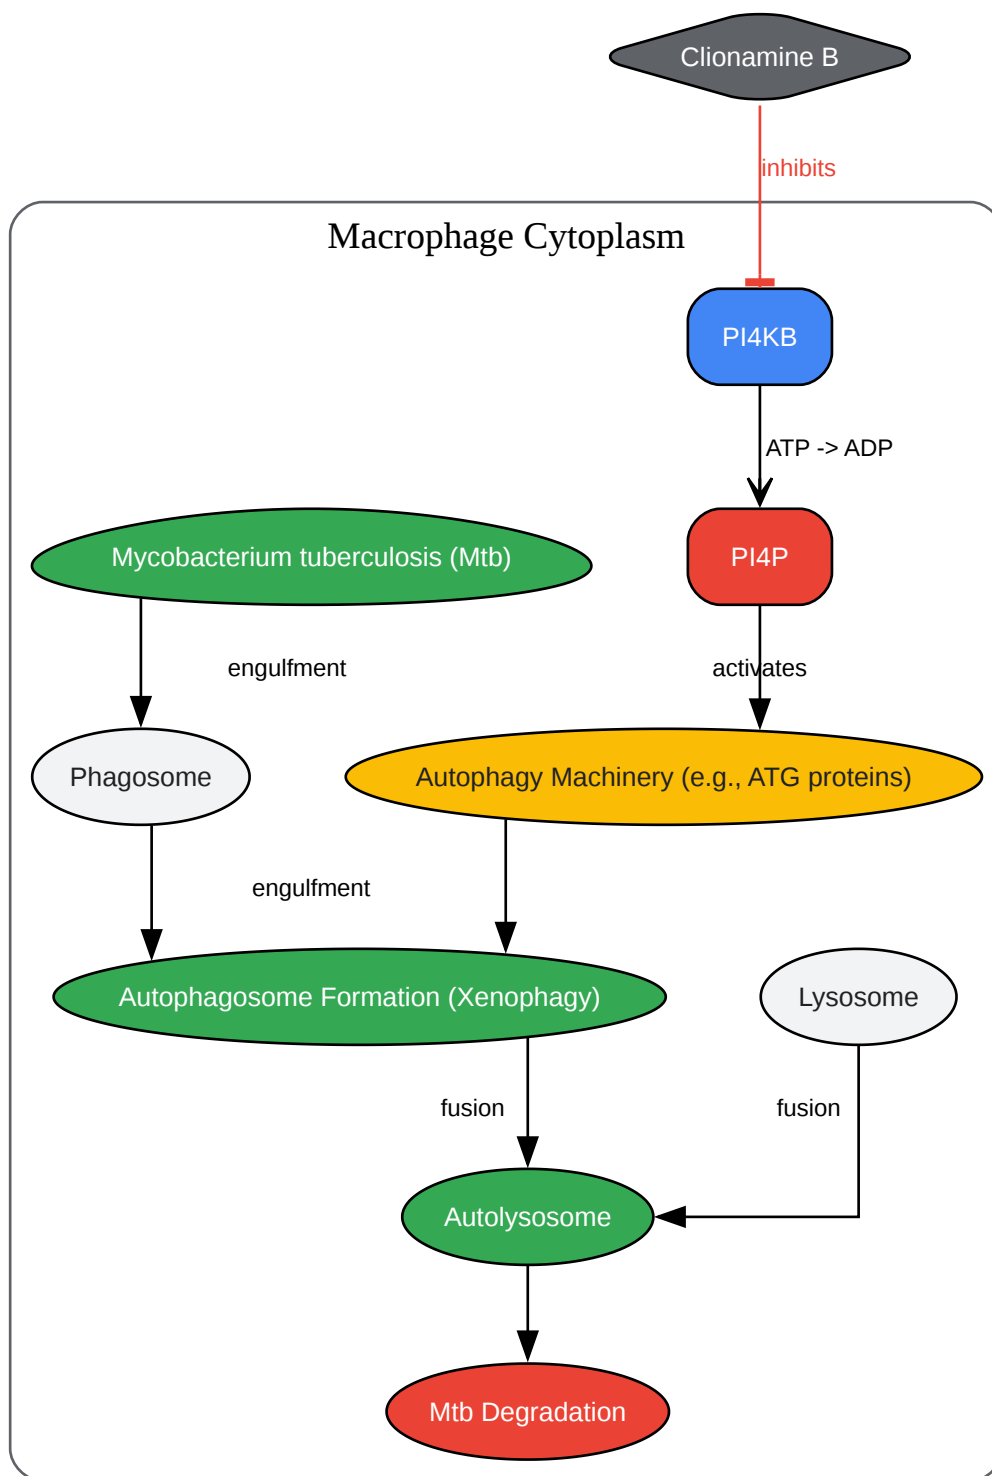 Clionamine B
inhibits
Macrophage Cytoplasm
PI4KB
ATP -> ADP
Mycobacterium tuberculosis (Mtb)
PI4P
engulfment
activates
Phagosome
Autophagy Machinery (e.g., ATG proteins)
engulfment
Autophagosome Formation (Xenophagy)
Lysosome
fusion
fusion
Autolysosome
Mtb Degradation